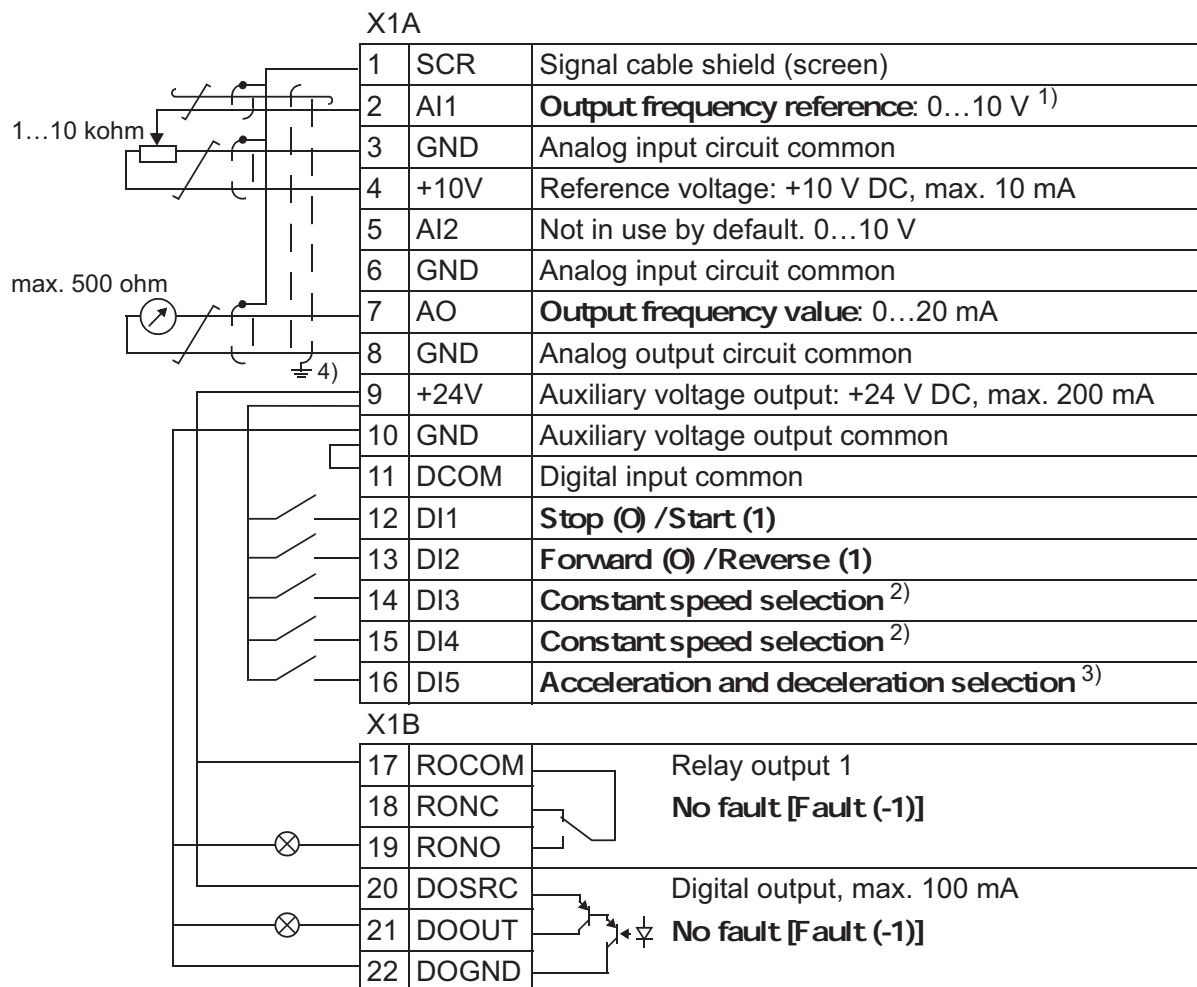 X1A
1 SCR Signal cable shield (screen)
2 AI1 Output frequency reference: 0…10 V 1)
1…10 kohm
3 GND Analog input circuit common
4 +10V Reference voltage: +10 V DC, max. 10 mA
5 AI2 Not in use by default. 0…10 V
6 GND Analog input circuit common
max. 500 ohm
7 AO Output frequency value: 0…20 mA
8 GND Analog output circuit common
4)
9 +24V Auxiliary voltage output: +24 V DC, max. 200 mA
10 GND Auxiliary voltage output common
11 DCOM Digital input common
12 DI1 Stop (0) / Start (1)
13 DI2 Forward (0) / Reverse (1)
14 DI3 Constant speed selection 2)
15 DI4 Constant speed selection 2)
16 DI5 Acceleration and deceleration selection 3)
X1B
17 ROCOM Relay output 1
18 RONC No fault [Fault (-1)]
19 RONO
20 DOSRC Digital output, max. 100 mA
21 DOOUT No fault [Fault (-1)]
22 DOGND